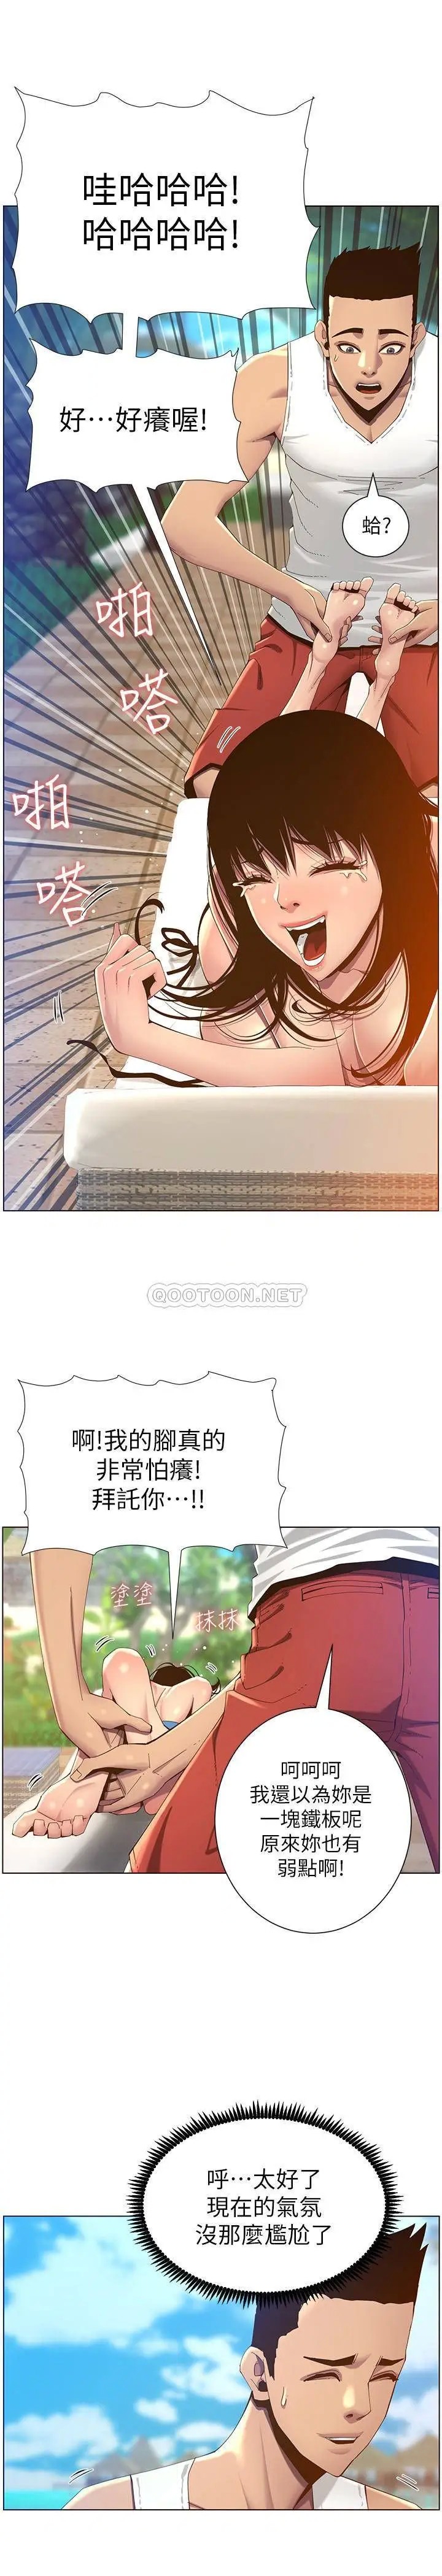 哇哈哈哈!
哈哈哈哈!
好⋯好癢喔!
蛤?
啪
嗒
啪
嗒
QOOTOON.NET
啊!我的腳真的
非常怕癢!
拜託你⋯!!
塗塗
抹抹
呵呵呵
我還以為妳是
一塊鐵板呢
原來妳也有
弱點啊!
呼⋯太好了
現在的氣氛
沒那麼尷尬了